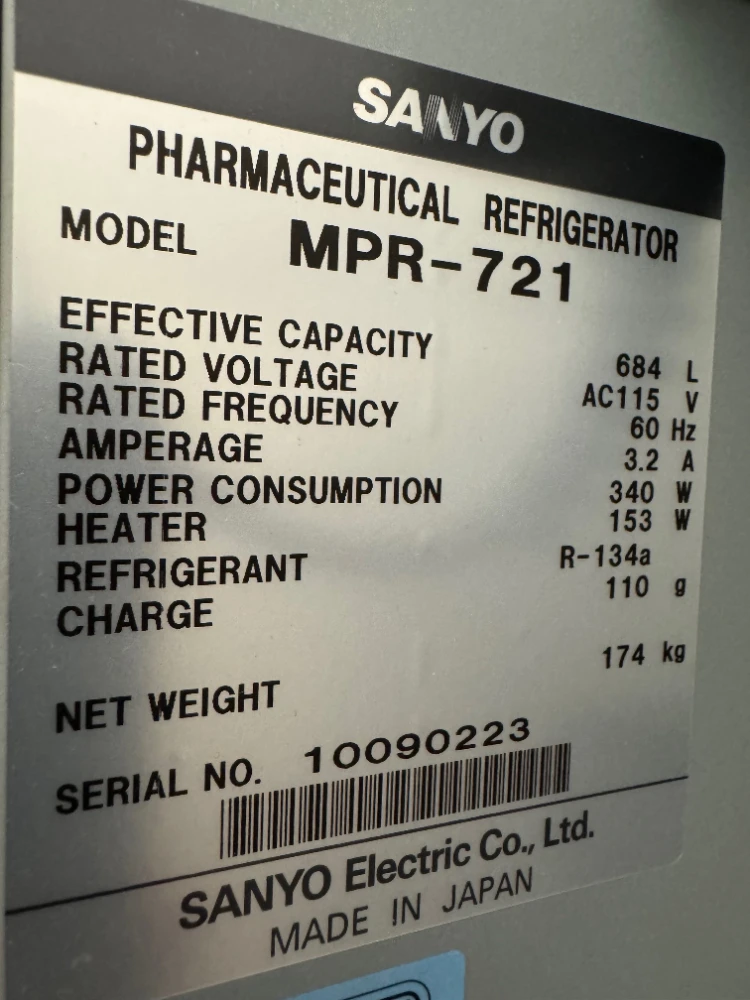 SANYO
PHARMACEUTICAL REFRIGERATOR
MODEL MPR-721
EFFECTIVE CAPACITY 684 L
RATED VOLTAGE AC115 V
RATED FREQUENCY 60 Hz
AMPERAGE 3.2 A
POWER CONSUMPTION 340 W
HEATER 153 W
REFRIGERANT R-134a
CHARGE 110 g
NET WEIGHT 174 kg
SERIAL NO. 10090223
SANYO Electric Co., Ltd.
MADE IN JAPAN